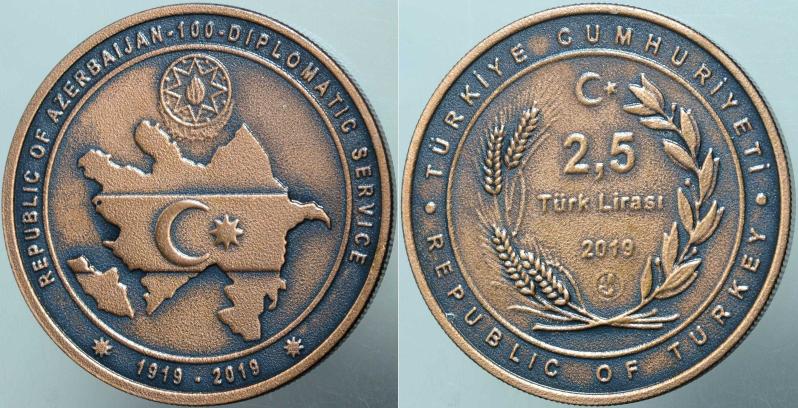 REPUBLIC OF AZERBAIJAN-100-DIPLOMATIC SERVICE
1919 - 2019
TÜRKİYE CUMHURİYETİ
2,5
Türk Lirası
2019
REPUBLIC OF TURKEY